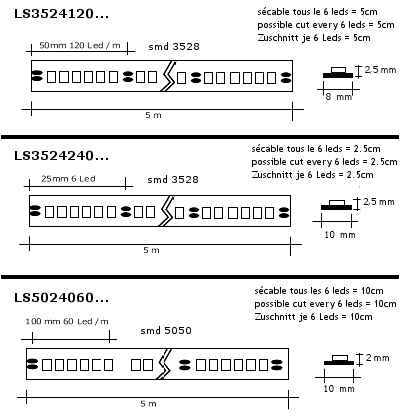 LS3524120...
sécable tous le 6 leds = 5cm
possible cut every 6 leds = 5cm
Zuschnitt je 6 Leds = 5cm
50mm 120 Led / m
smd 3528
2,5 mm
8 mm
5 m
LS3524240...
sécable tous le 6 leds = 2.5cm
possible cut every 6 leds = 2.5cm
Zuschnitt je 6 Leds = 2.5cm
25mm 6 Led
smd 3528
2,5 mm
10 mm
5 m
LS5024060...
sécable tous les 6 leds = 10cm
possible cut every 6 leds = 10cm
Zuschnitt je 6 Leds = 10cm
100 mm 60 Led / m
smd 5050
2 mm
10 mm
5 m